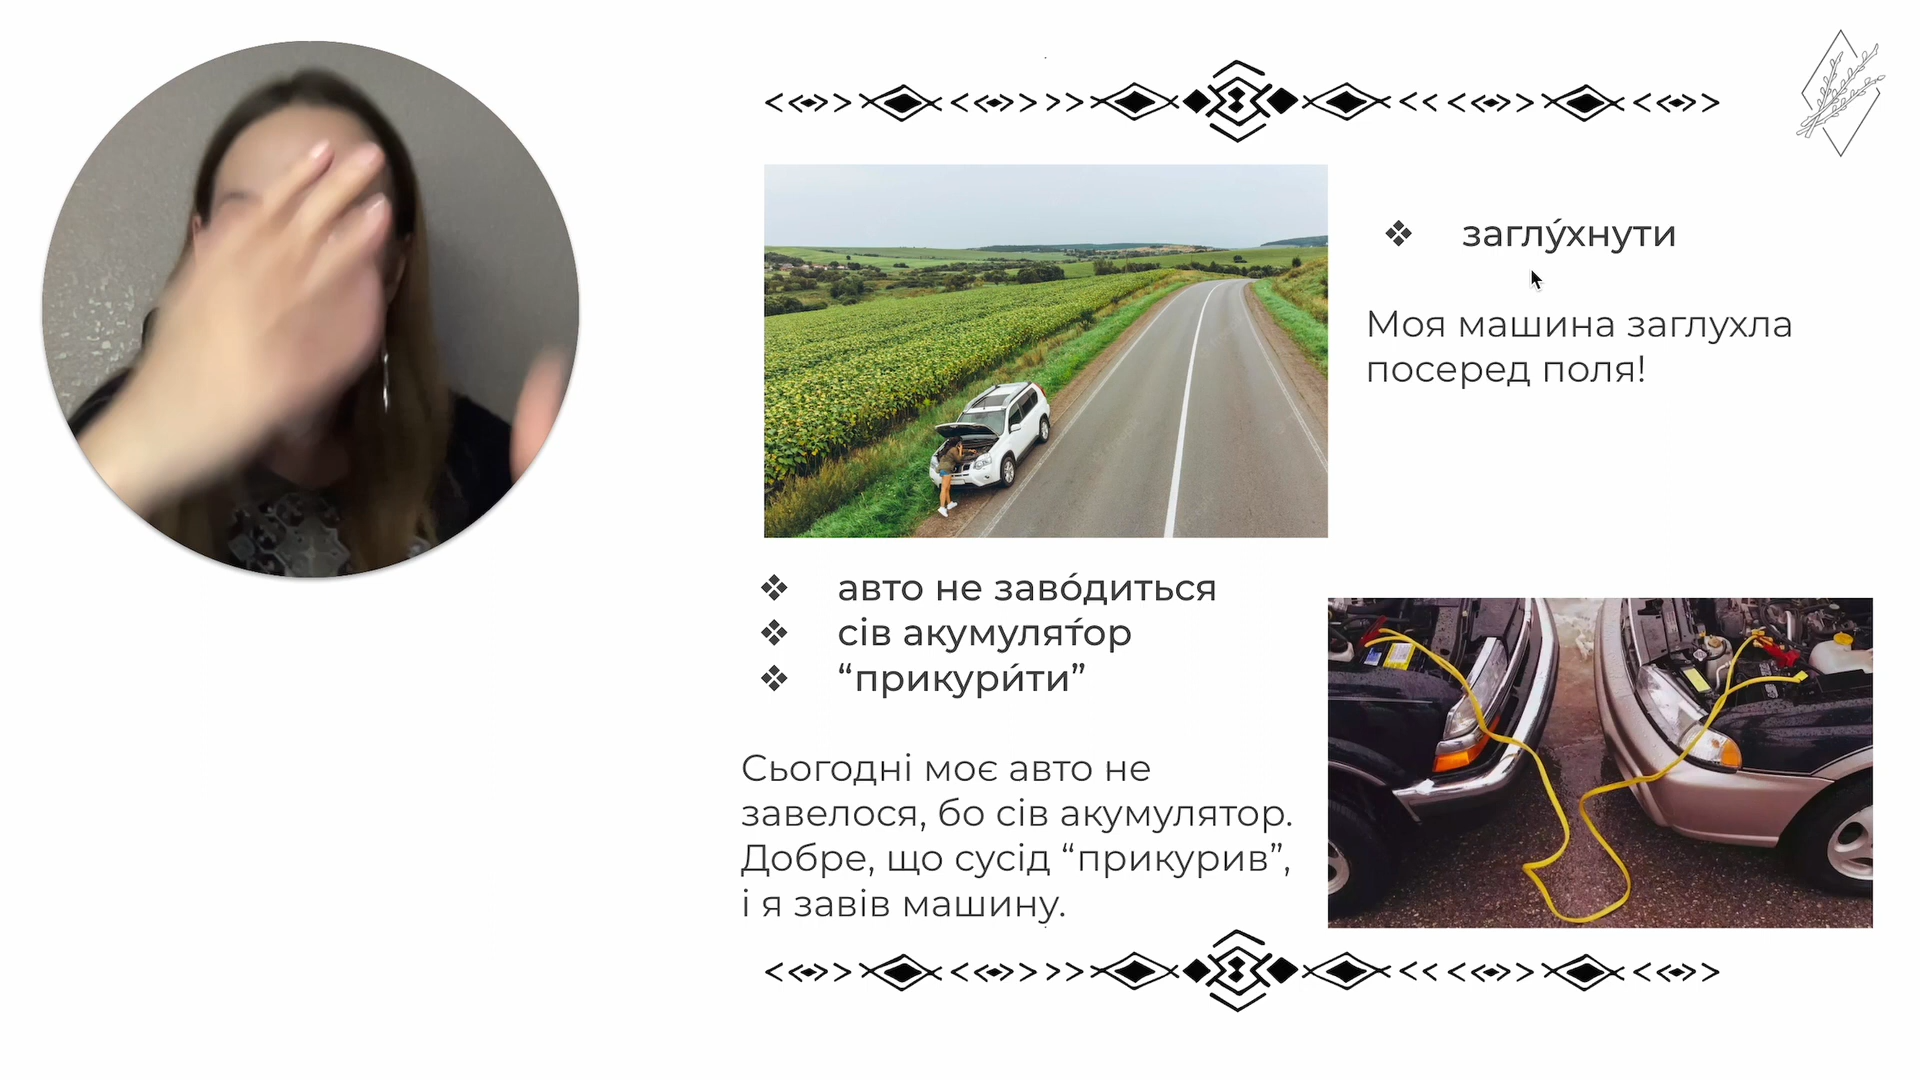 ❖ заглу́хнути
Моя машина заглухла
посеред поля!
❖ авто не заво́диться
❖ сів акумуля́тор
❖ “прикури́ти”
Сьогодні моє авто не
завелося, бо сів акумулятор.
Добре, що сусід “прикурив”,
і я завів машину.